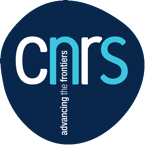 cnrs
advancing the frontiers